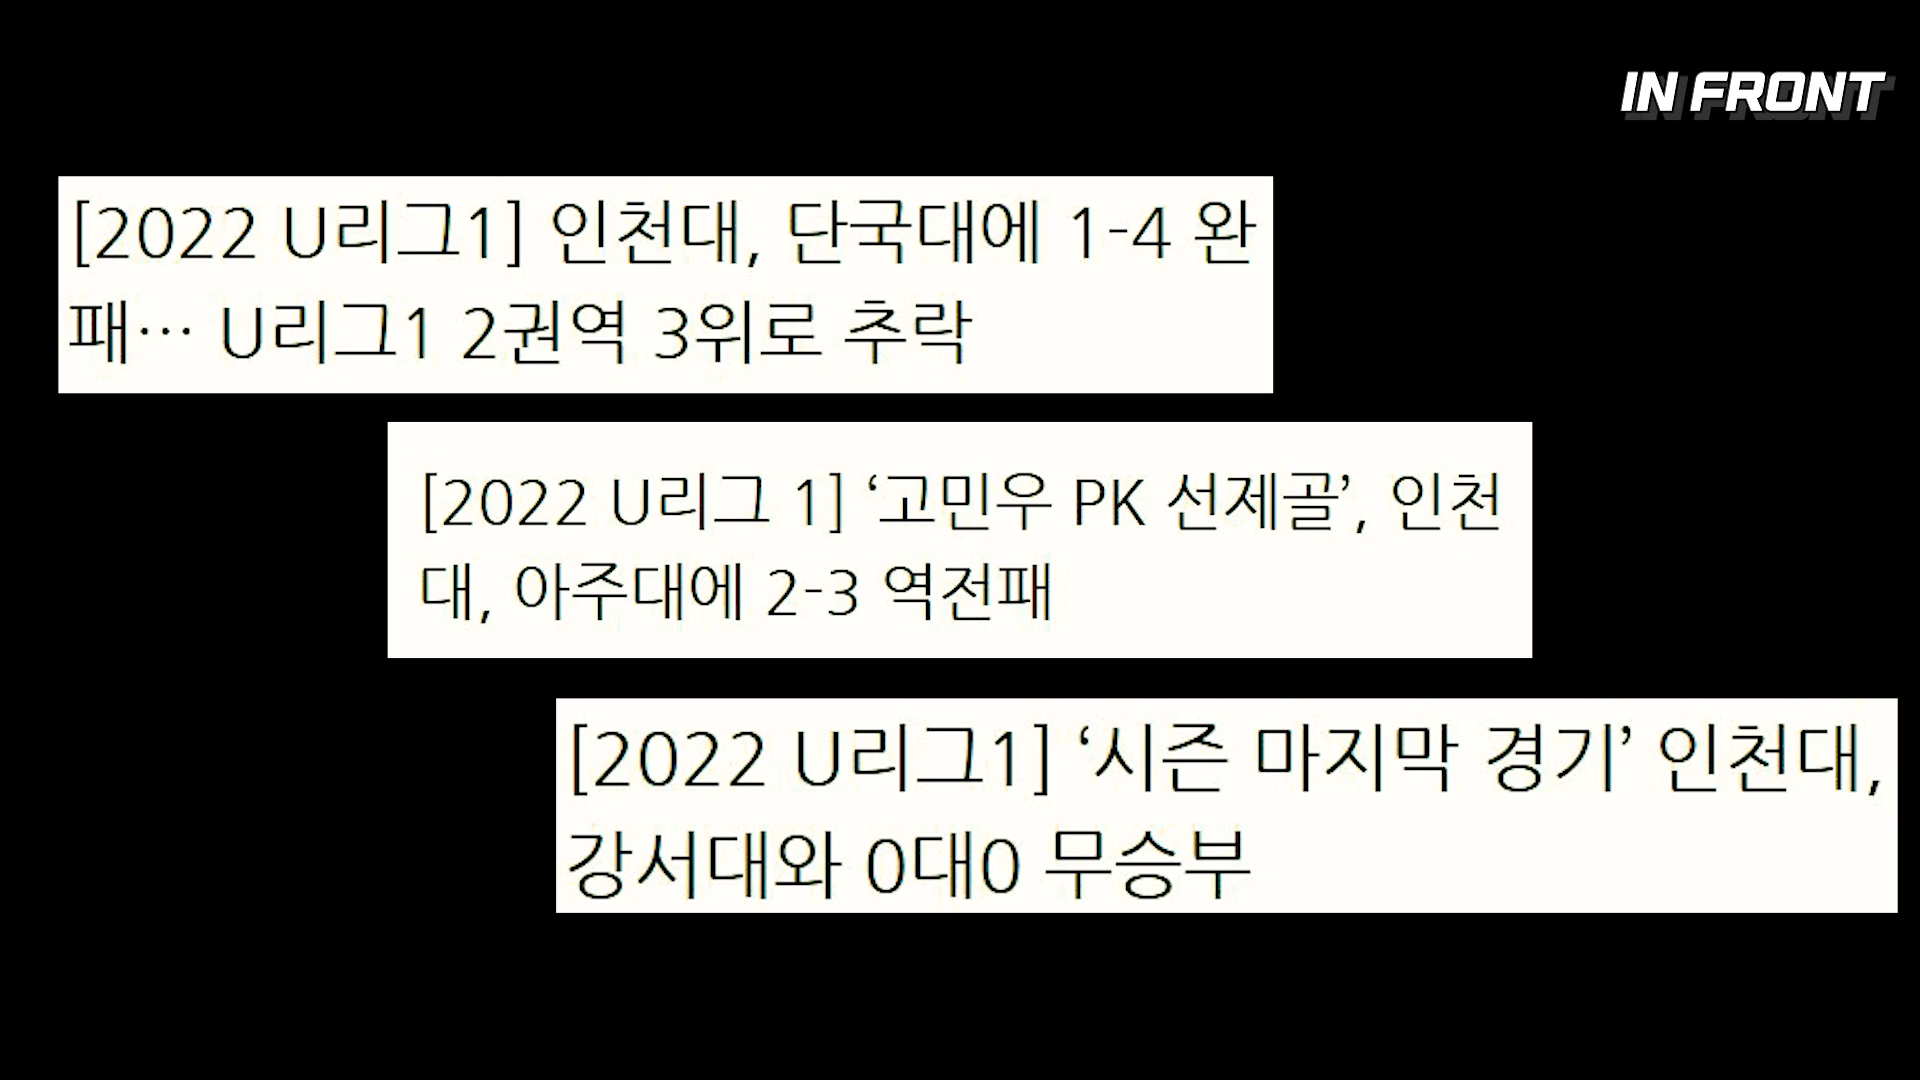 IN FRONT
[2022 U리그1] 인천대, 단국대에 1-4 완
패… U리그1 2권역 3위로 추락
[2022 U리그 1] ‘고민우 PK 선제골’, 인천
대, 아주대에 2-3 역전패
[2022 U리그1] ‘시즌 마지막 경기’ 인천대,
강서대와 0대0 무승부